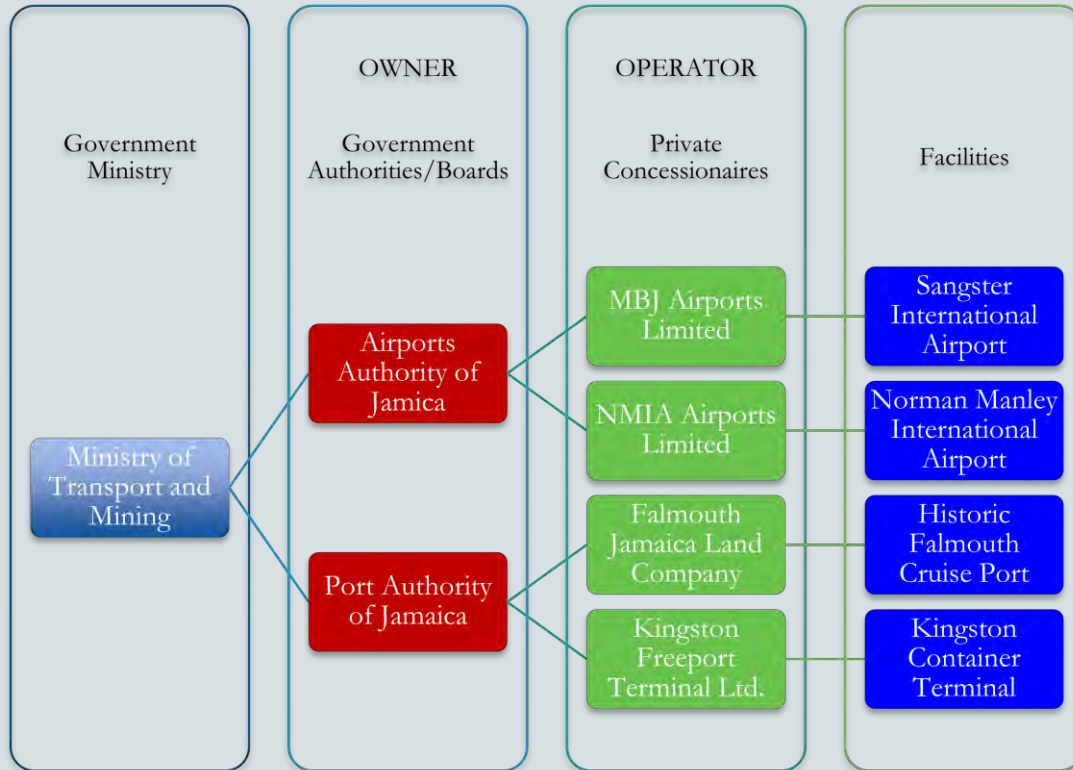 Government
Ministry
OWNER
Government
Authorities/Boards
OPERATOR
Private
Concessionaires
Facilities
Ministry of
Transport and
Mining
Airports
Authority of
Jamica
Port Authority
of Jamaica
MBJ Airports
Limited
NMIA Airports
Limited
Falmouth
Jamaica Land
Company
Kingston
Freeport
Terminal Ltd.
Sangster
International
Airport
Norman Manley
International
Airport
Historic
Falmouth
Cruise Port
Kingston
Container
Terminal